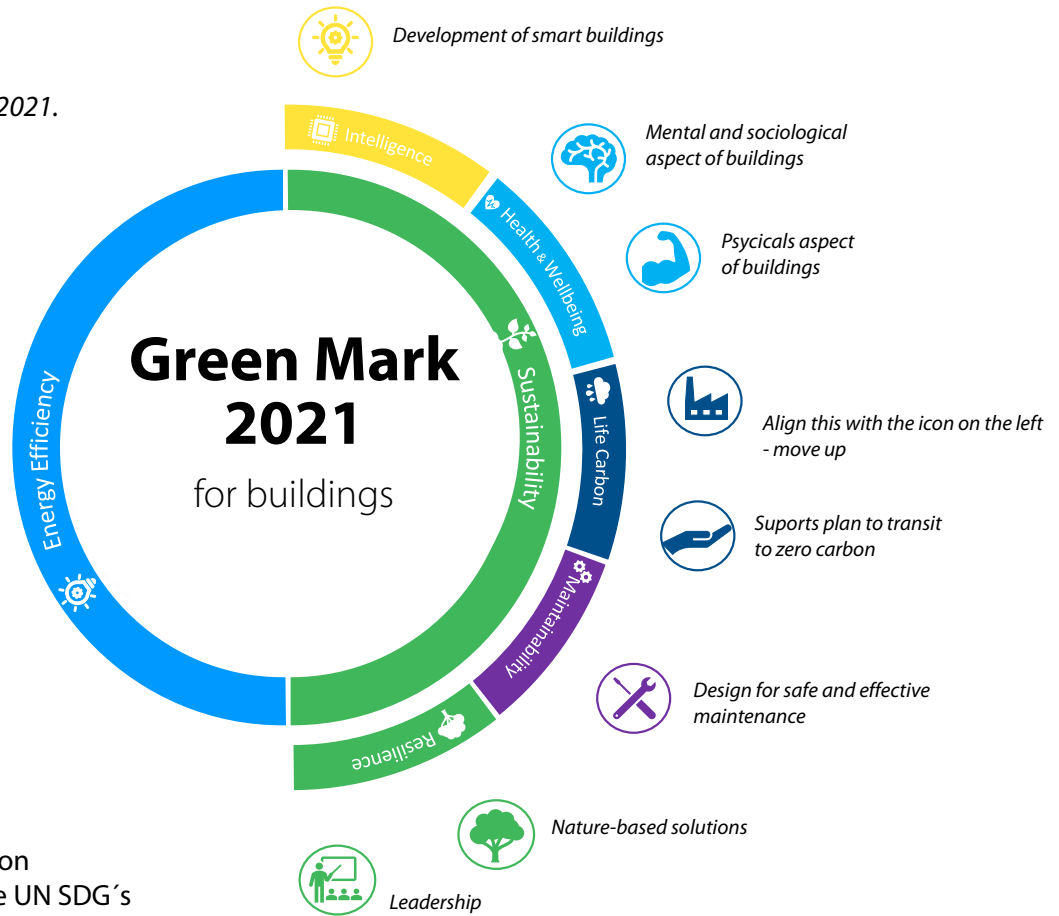 Development of smart buildings
2021.
Intelligence
Mental and sociological
aspect of buildings
Health & Wellbeing
Psycicals aspect
of buildings
Green Mark
2021
for buildings
Energy Efficiency
Sustainability
Life Carbon
Align this with the icon on the left
- move up
Suports plan to transit
to zero carbon
Maintainability
Design for safe and effective
maintenance
Resilience
Nature-based solutions
on
e UN SDG´s
Leadership